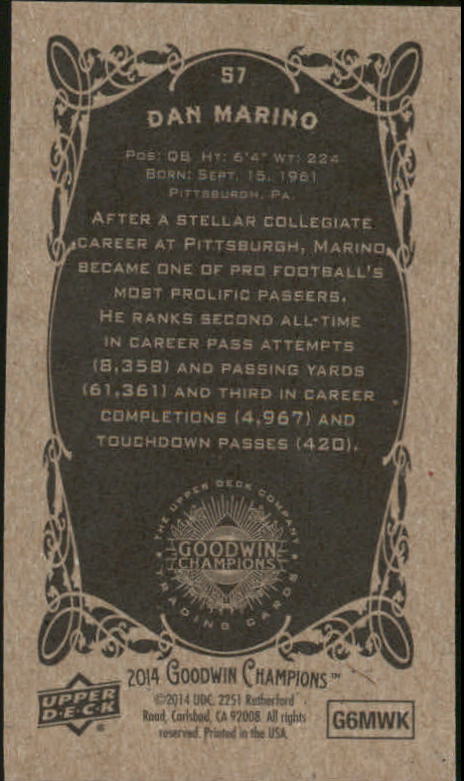 57
DAN MARINO
POS: QB HT: 6'4" WT: 224
BORN: SEPT. 15, 1961
PITTSBURGH, PA.
AFTER A STELLAR COLLEGIATE
CAREER AT PITTSBURGH, MARINO
BECAME ONE OF PRO FOOTBALL'S
MOST PROLIFIC PASSERS.
HE RANKS SECOND ALL-TIME
IN CAREER PASS ATTEMPTS
(8,358) AND PASSING YARDS
(61,361) AND THIRD IN CAREER
COMPLETIONS (4,967) AND
TOUCHDOWN PASSES (420).
THE UPPER DECK COMPANY
GOODWIN
CHAMPIONS
TRADING CARDS
2014 GOODWIN CHAMPIONS™
UPPER
D·E·C·K
©2014 UDC. 2251 Rutherford
Road, Carlsbad, CA 92008. All rights
reserved. Printed in the USA.
G6MWK